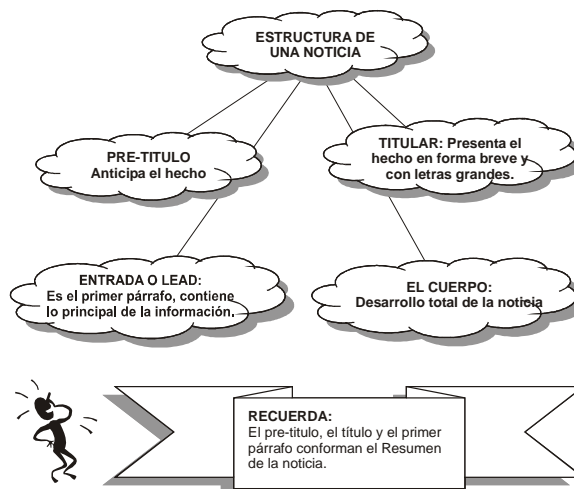 ESTRUCTURA DE
UNA NOTICIA
PRE-TITULO
Anticipa el hecho
TITULAR: Presenta el
hecho en forma breve y
con letras grandes.
ENTRADA O LEAD:
Es el primer párrafo, contiene
lo principal de la información.
EL CUERPO:
Desarrollo total de la noticia
RECUERDA:
El pre-titulo, el título y el primer
párrafo conforman el Resumen
de la noticia.